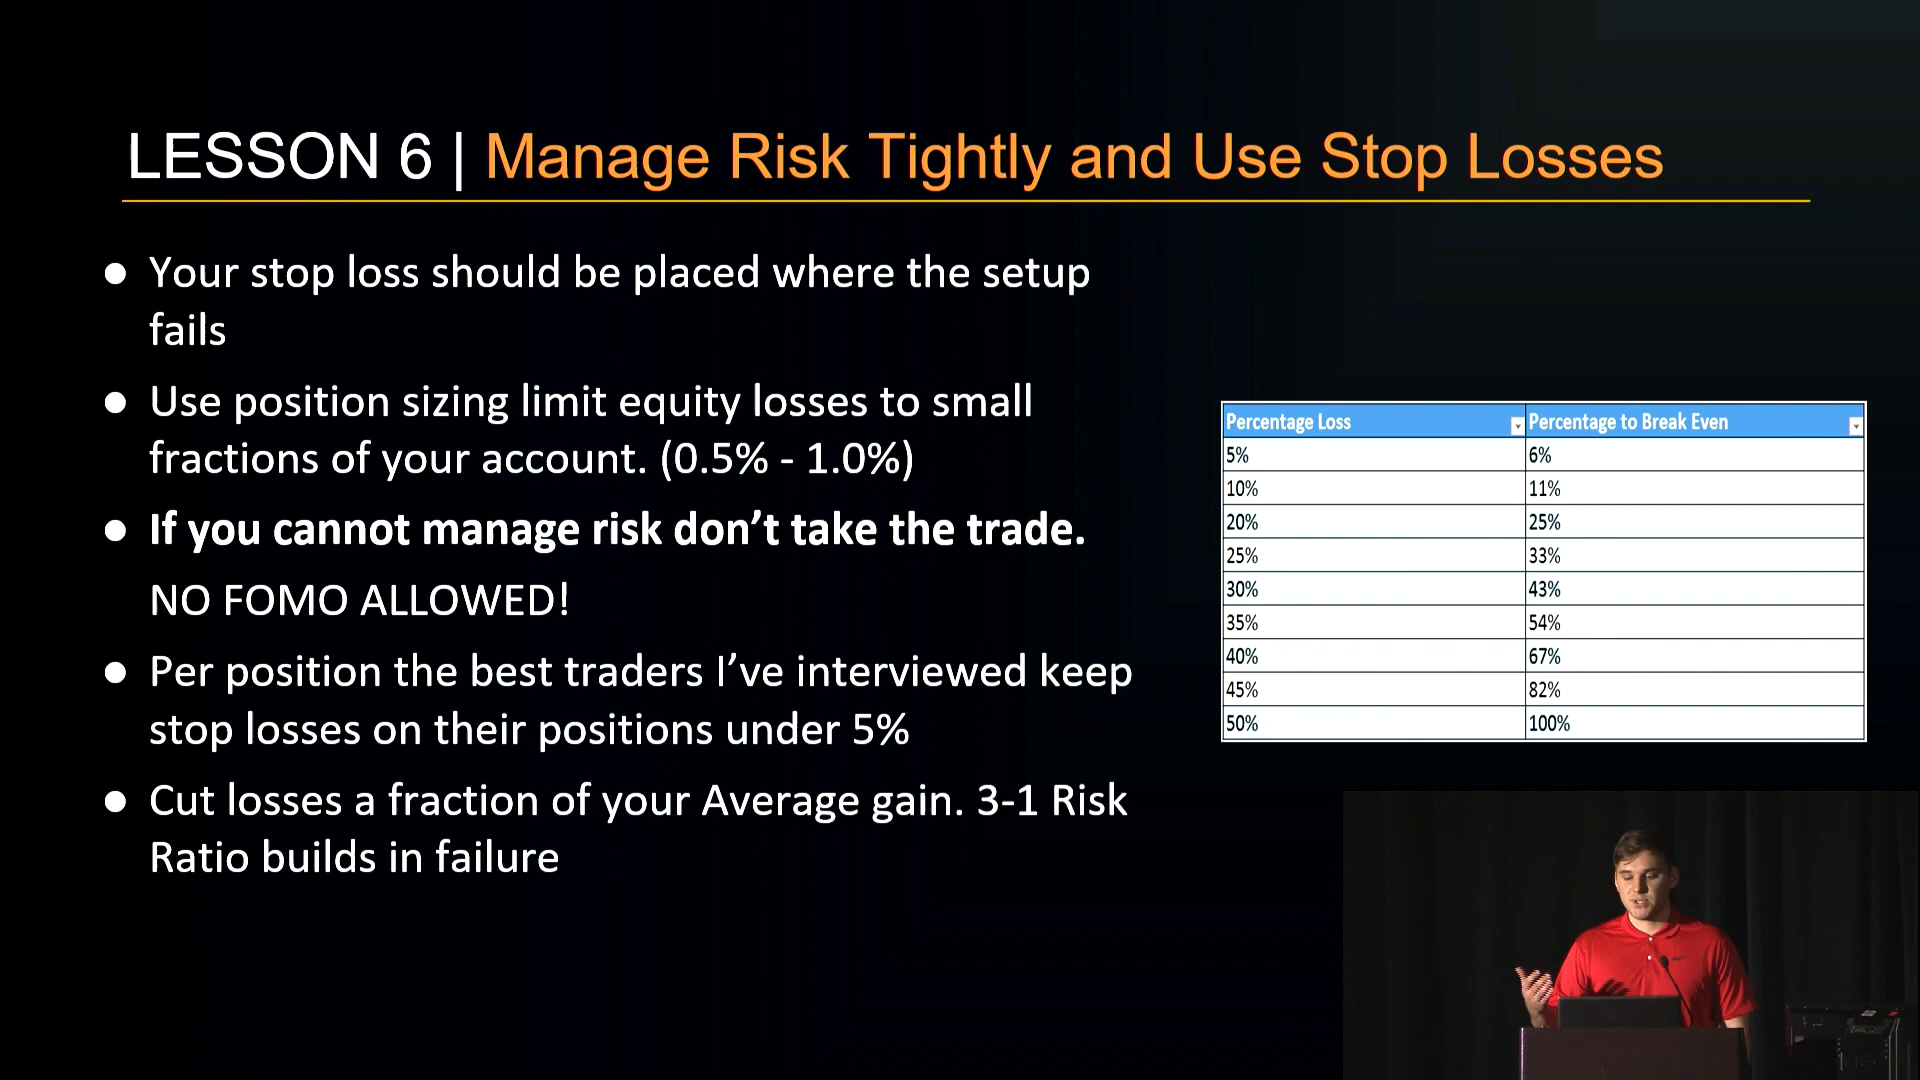 LESSON 6 | Manage Risk Tightly and Use Stop Losses
● Your stop loss should be placed where the setup
fails
● Use position sizing limit equity losses to small
fractions of your account. (0.5% - 1.0%)
● If you cannot manage risk don’t take the trade.
NO FOMO ALLOWED!
● Per position the best traders I’ve interviewed keep
stop losses on their positions under 5%
● Cut losses a fraction of your Average gain. 3-1 Risk
Ratio builds in failure
Percentage Loss Percentage to Break Even
5% 6%
10% 11%
20% 25%
25% 33%
30% 43%
35% 54%
40% 67%
45% 82%
50% 100%